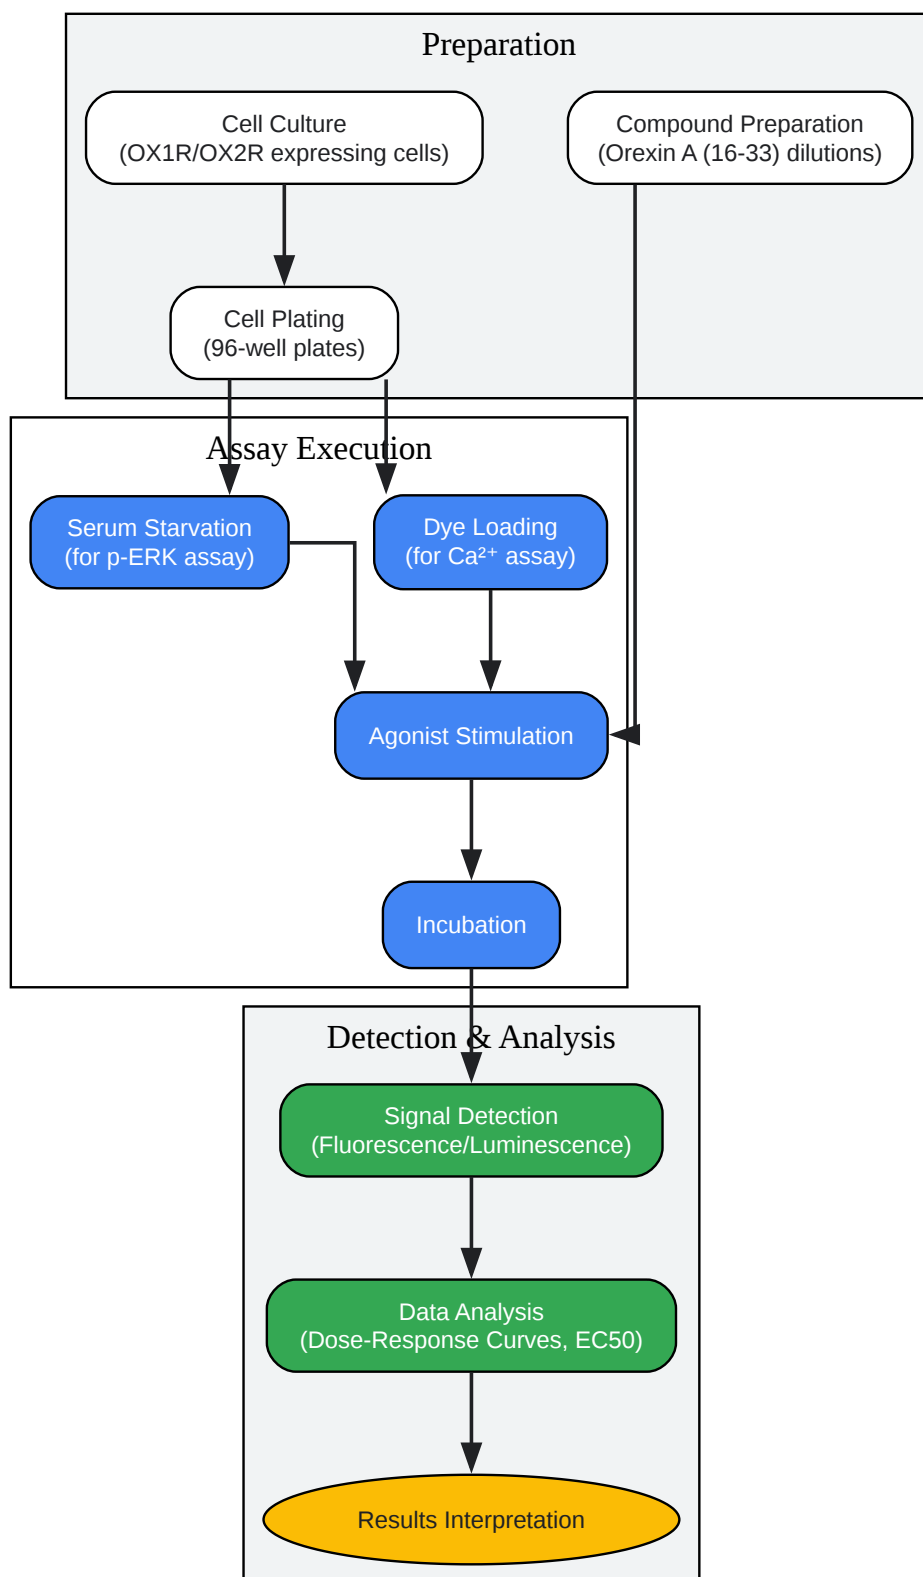 Preparation
Cell Culture
(OX1R/OX2R expressing cells)
Compound Preparation
(Orexin A (16-33) dilutions)
Cell Plating
(96-well plates)
Assay Execution
Serum Starvation
(for p-ERK assay)
Dye Loading
(for Ca²⁺ assay)
Agonist Stimulation
Incubation
Detection & Analysis
Signal Detection
(Fluorescence/Luminescence)
Data Analysis
(Dose-Response Curves, EC50)
Results Interpretation